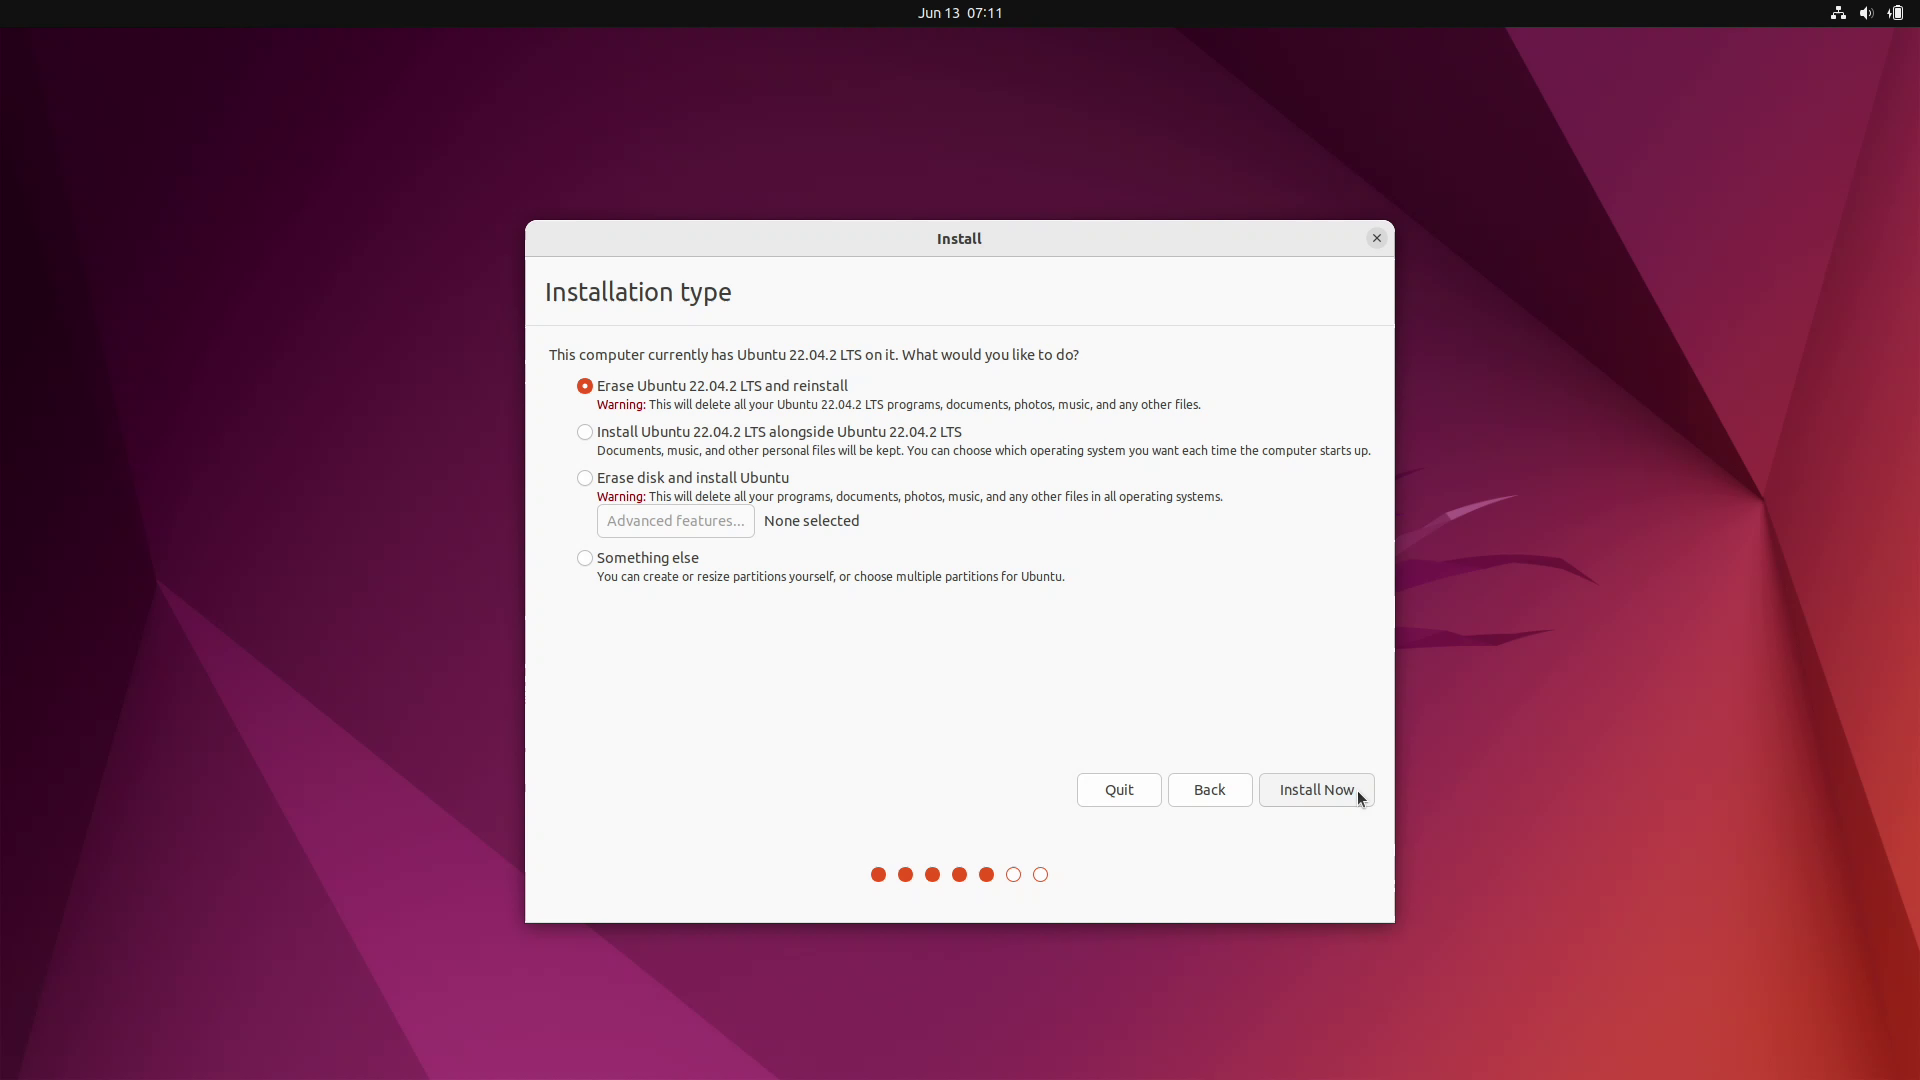 Jun 13 07:11
Install
Installation type
This computer currently has Ubuntu 22.04.2 LTS on it. What would you like to do?
Erase Ubuntu 22.04.2 LTS and reinstall
Warning: This will delete all your Ubuntu 22.04.2 LTS programs, documents, photos, music, and any other files.
Install Ubuntu 22.04.2 LTS alongside Ubuntu 22.04.2 LTS
Documents, music, and other personal files will be kept. You can choose which operating system you want each time the computer starts up.
Erase disk and install Ubuntu
Warning: This will delete all your programs, documents, photos, music, and any other files in all operating systems.
Advanced features... None selected
Something else
You can create or resize partitions yourself, or choose multiple partitions for Ubuntu.
Quit Back Install Now